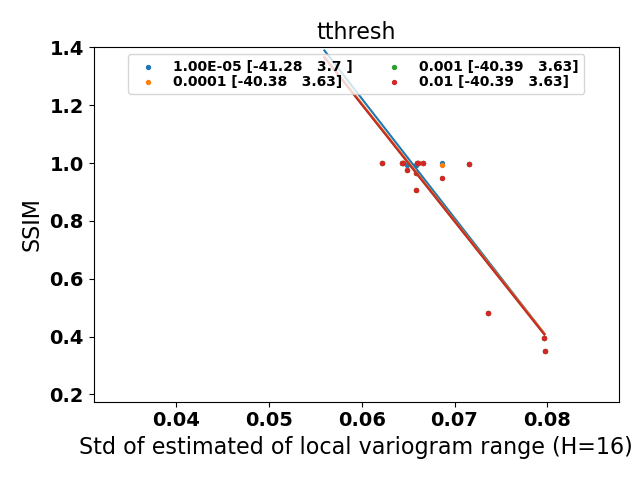 tthresh
1.4
1.2
1.0
0.8
0.6
0.4
0.2
SSIM
1.00E-05 [-41.28 3.7 ]
0.0001 [-40.38 3.63]
0.001 [-40.39 3.63]
0.01 [-40.39 3.63]
0.04 0.05 0.06 0.07 0.08
Std of estimated of local variogram range (H=16)